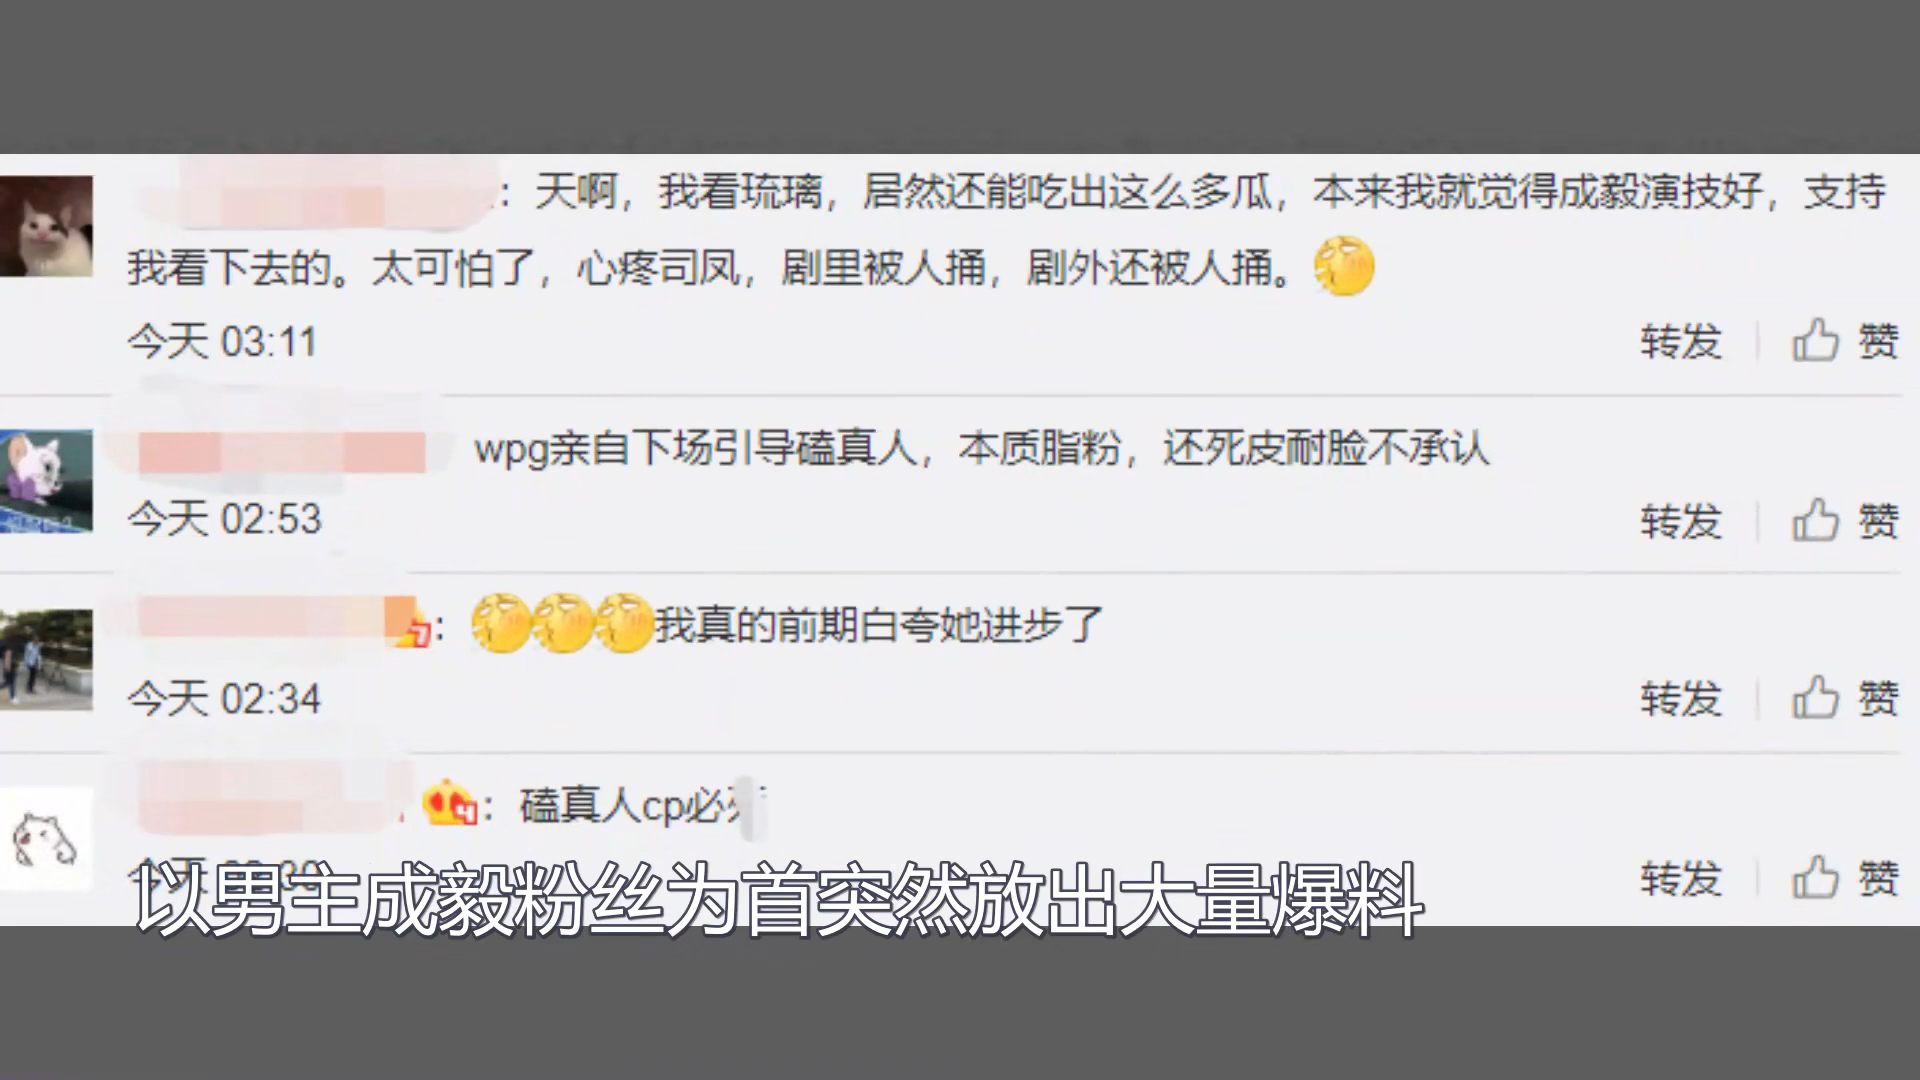 ：天啊，我看琉璃，居然还能吃出这么多瓜，本来我就觉得成毅演技好，支持
我看下去的。太可怕了，心疼司凤，剧里被人捅，剧外还被人捅。
今天 03:11
转发
赞
wpg亲自下场引导磕真人，本质脂粉，还死皮耐脸不承认
今天 02:53
转发
赞
：我真的前期白夸她进步了
今天 02:34
转发
赞
4：磕真人cp必
今天
转发
赞
以男主成毅粉丝为首突然放出大量爆料